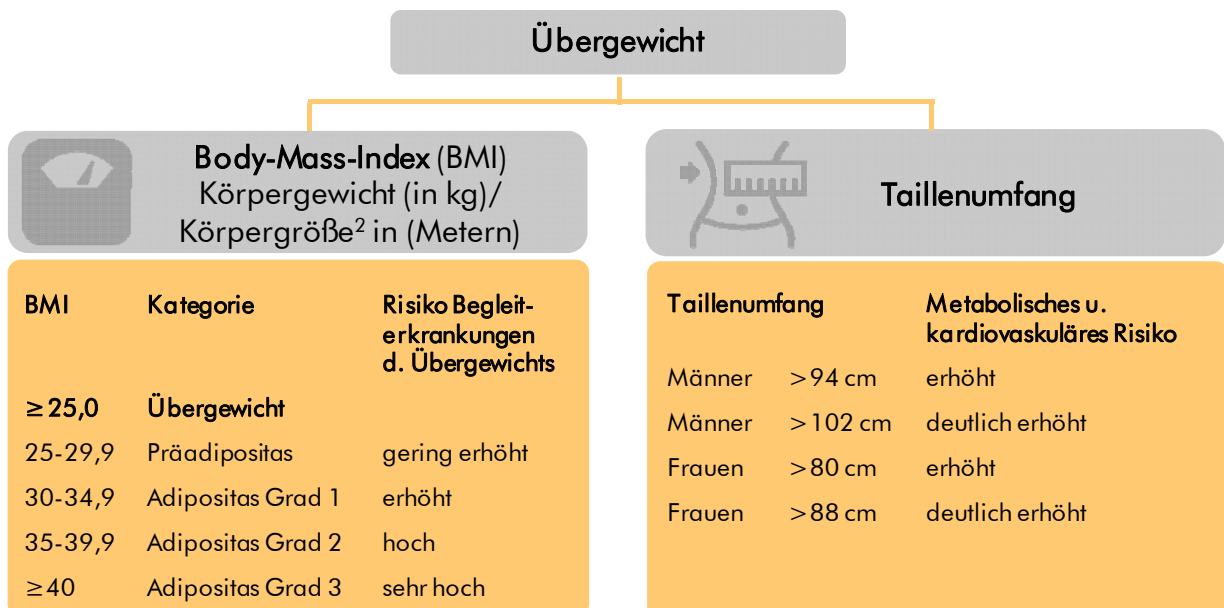 Übergewicht
Body-Mass-Index (BMI)
Körpergewicht (in kg)/
Körpergröße² in (Metern)
BMI Kategorie Risiko Begleit-
erkrankungen
d. Übergewichts
≥25,0 Übergewicht
25-29,9 Präadipositas gering erhöht
30-34,9 Adipositas Grad 1 erhöht
35-39,9 Adipositas Grad 2 hoch
≥40 Adipositas Grad 3 sehr hoch
Taillenumfang
Taillenumfang Metabolisches u.
kardiovaskuläres Risiko
Männer >94 cm erhöht
Männer >102 cm deutlich erhöht
Frauen >80 cm erhöht
Frauen >88 cm deutlich erhöht